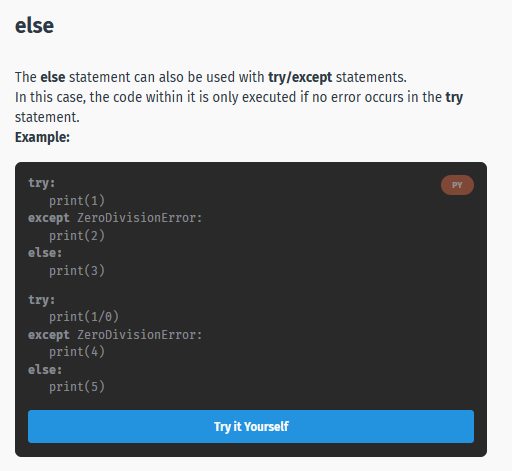 else
The else statement can also be used with try/except statements.
In this case, the code within it is only executed if no error occurs in the try
statement.
Example:
PY
try:
   print(1)
except ZeroDivisionError:
   print(2)
else:
   print(3)

try:
   print(1/0)
except ZeroDivisionError:
   print(4)
else:
   print(5)
Try it Yourself